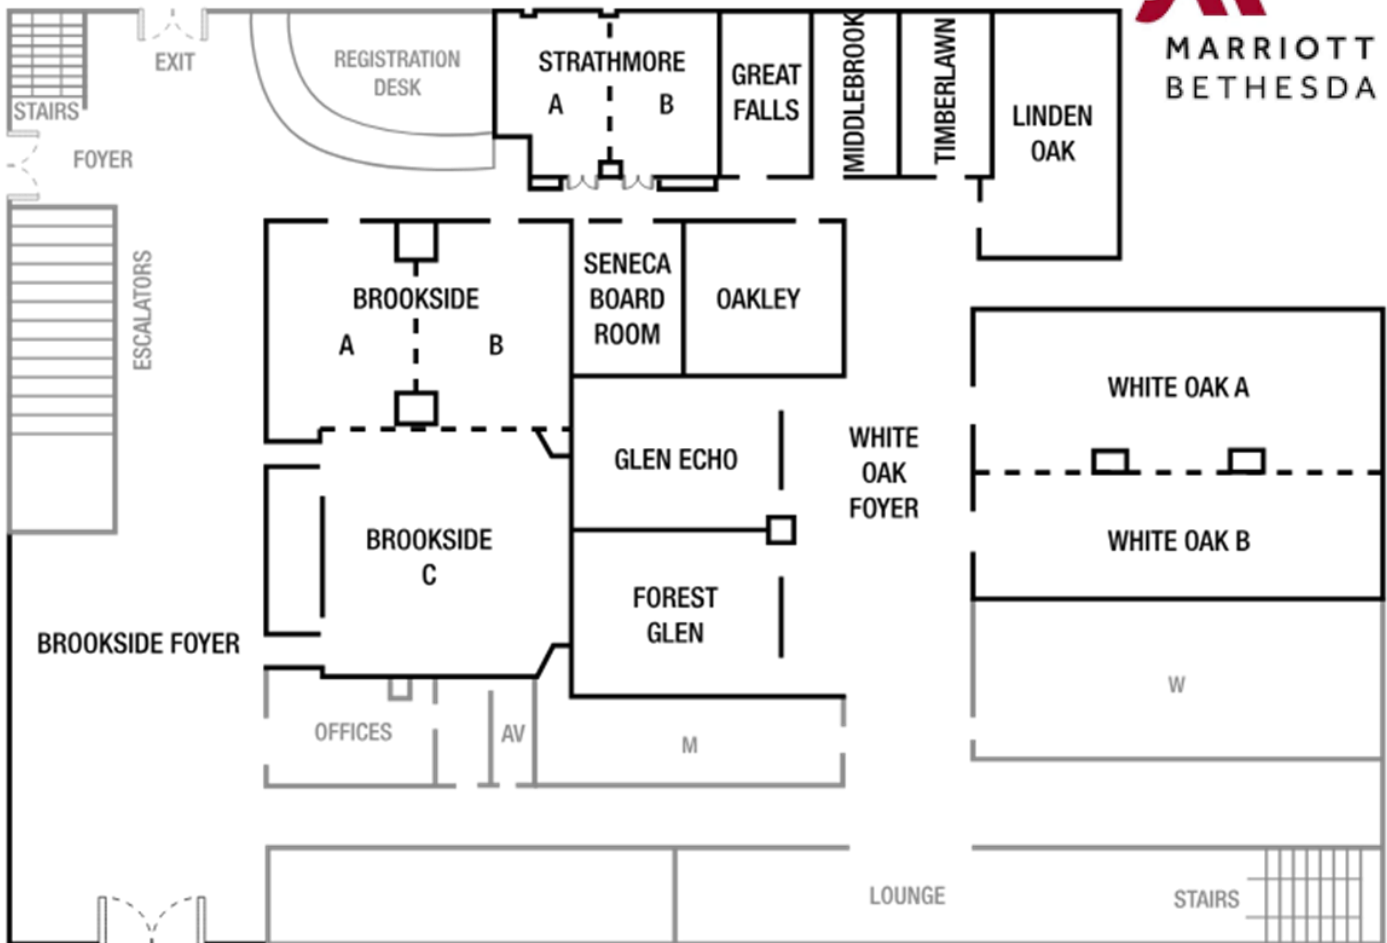 MARRIOTT
BETHESDA
EXIT
REGISTRATION
DESK
STAIRS
FOYER
STRATHMORE
A
B
GREAT
FALLS
MIDDLEBROOK
TIMBERLAWN
LINDEN
OAK
ESCALATORS
BROOKSIDE
A
B
SENECA
BOARD
ROOM
OAKLEY
WHITE OAK A
GLEN ECHO
WHITE
OAK
FOYER
BROOKSIDE
C
WHITE OAK B
FOREST
GLEN
BROOKSIDE FOYER
W
OFFICES
AV
M
LOUNGE
STAIRS